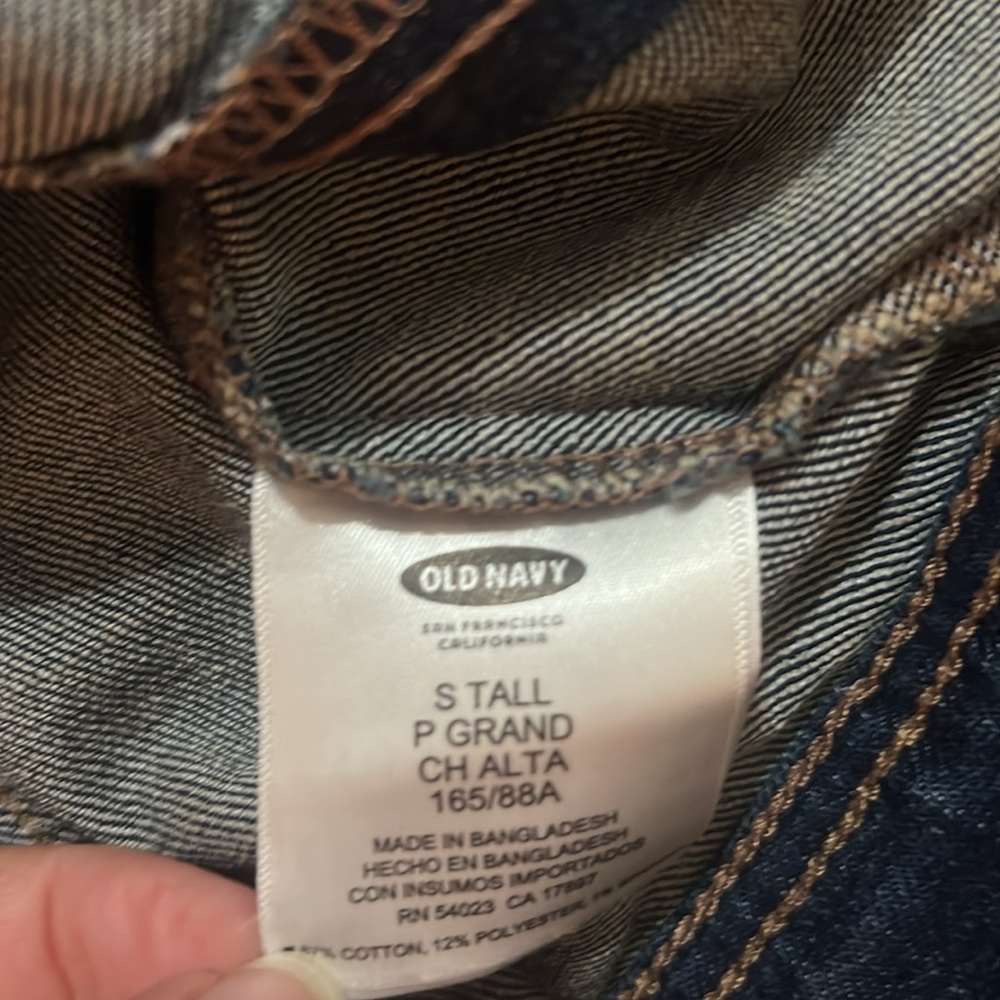 OLD NAVY
SAN FRANCISCO
CALIFORNIA
S TALL
P GRAND
CH ALTA
165/88A
MADE IN BANGLADESH
HECHO EN BANGLADESH
CON INSUMOS IMPORTADOS
RN 54023 CA 17897
COTTON, 12% POLYESTER,